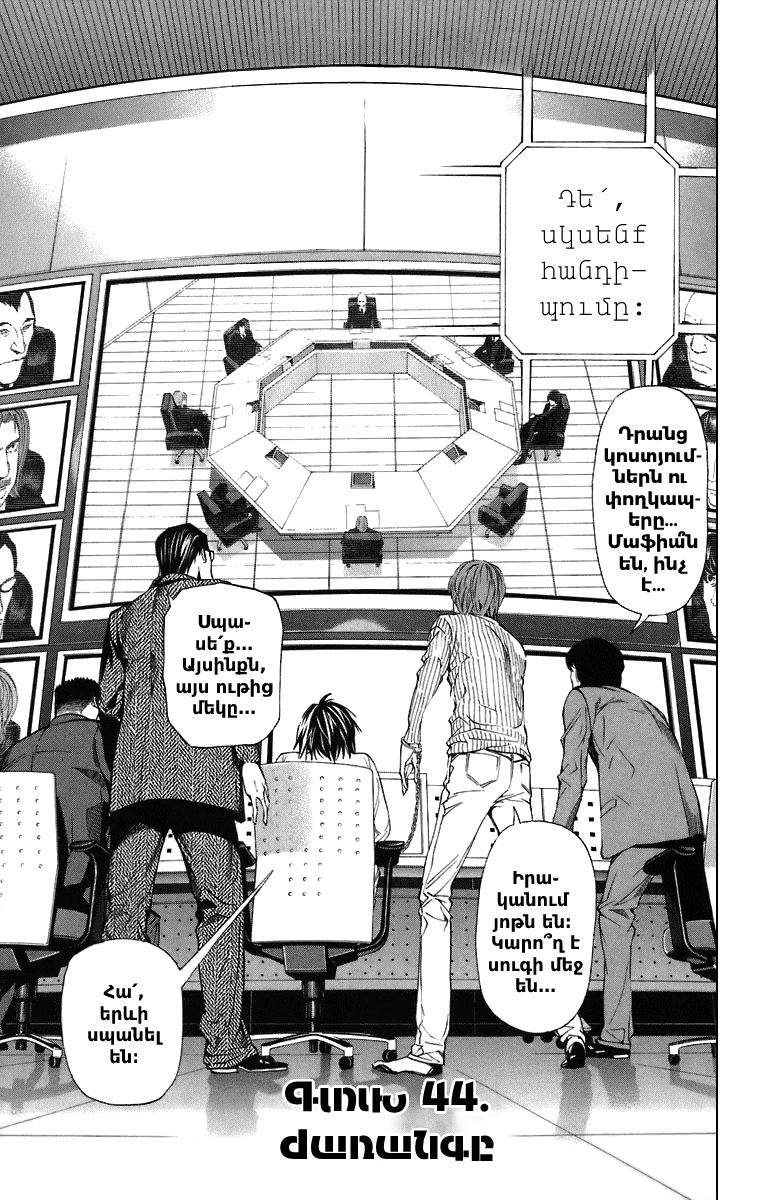 Դե՛,
սկսենք
հանդի–
պումը:
Դրանց
կոստյում-
ներն ու
փողկապ-
երը...
Մաֆիա՞ն
են, ինչ
է...
Սպա-
սե՛ք...
Այսինքն,
այս ութից
մեկը...
Իրա-
կանում
յոթն են:
Կարո՞ղ է
սուգի մեջ
են...
Հա՛,
երևի
սպանել
են:
Գլուխ 44.
Ժառանգը